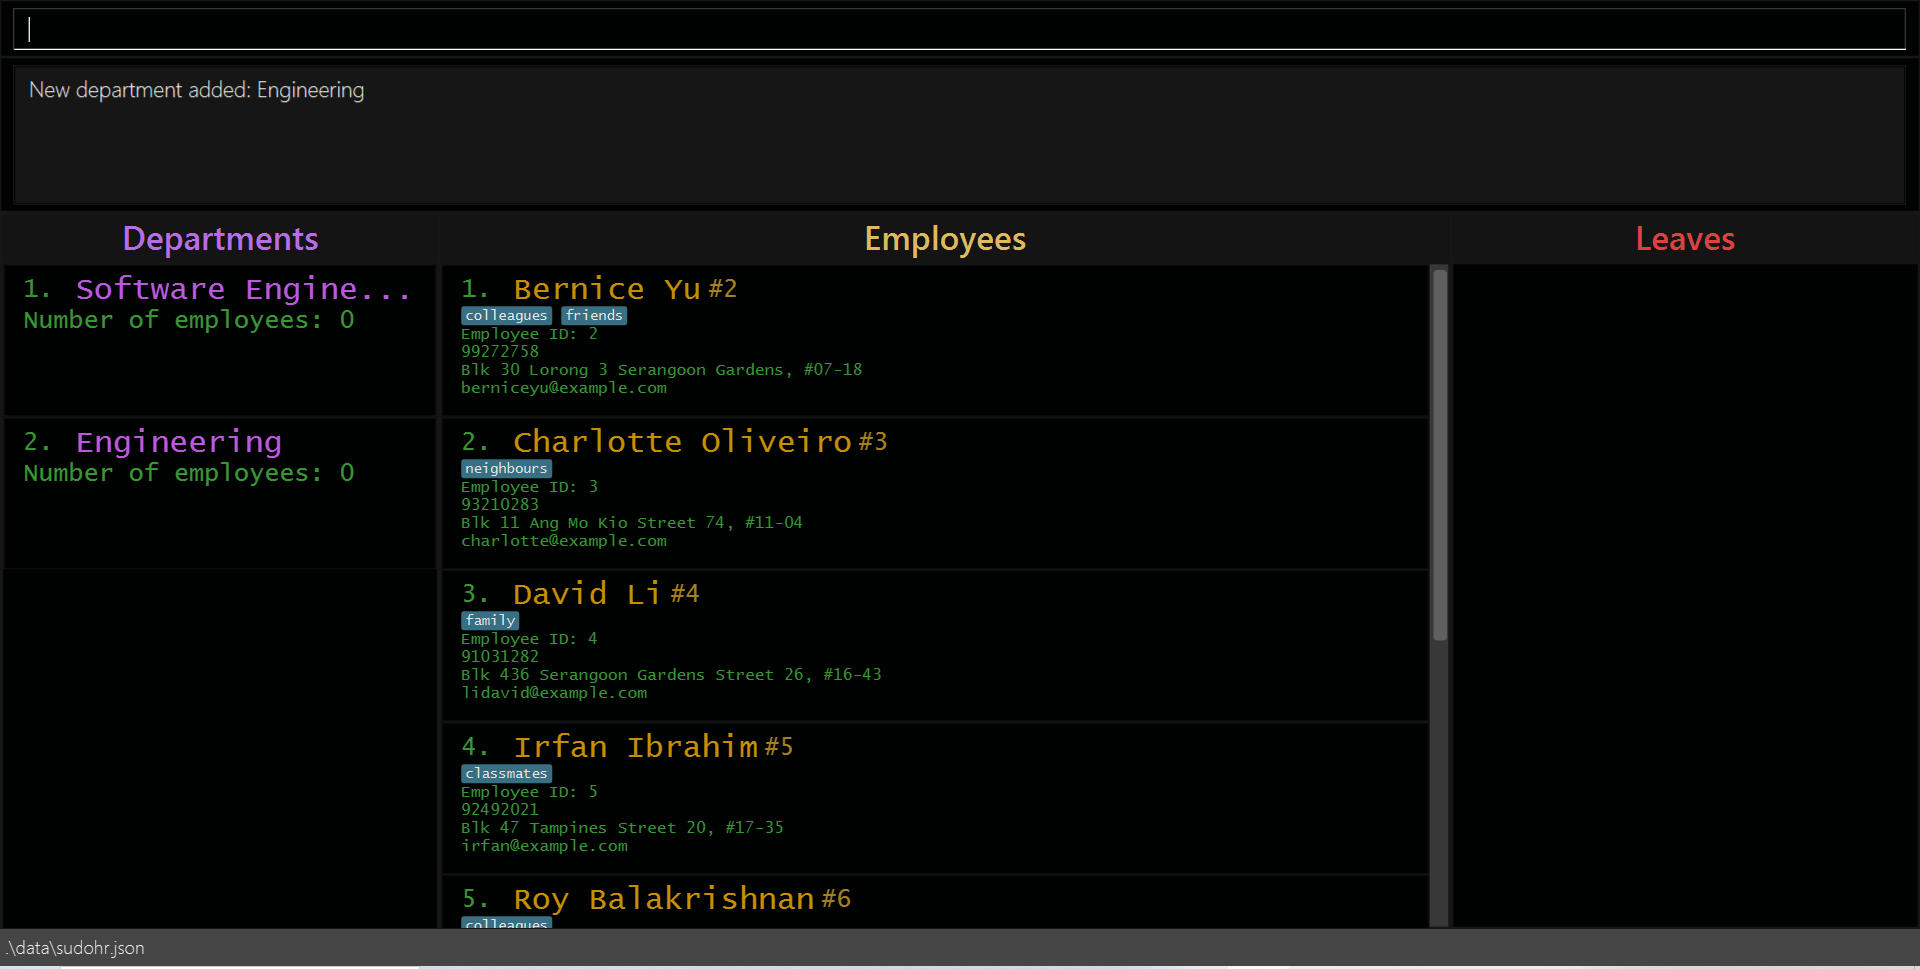 New department added: Engineering
Departments
Employees
Leaves
1. Software Engine...
Number of employees: 0
2. Engineering
Number of employees: 0
1. Bernice Yu #2
colleagues friends
Employee ID: 2
99272758
Blk 30 Lorong 3 Serangoon Gardens, #07-18
berniceyu@example.com
2. Charlotte Oliveiro #3
neighbours
Employee ID: 3
93210283
Blk 11 Ang Mo Kio Street 74, #11-04
charlotte@example.com
3. David Li #4
family
Employee ID: 4
91031282
Blk 436 Serangoon Gardens Street 26, #16-43
lidavid@example.com
4. Irfan Ibrahim #5
classmates
Employee ID: 5
92492021
Blk 47 Tampines Street 20, #17-35
irfan@example.com
5. Roy Balakrishnan #6
colleagues
.\data\sudohr.json